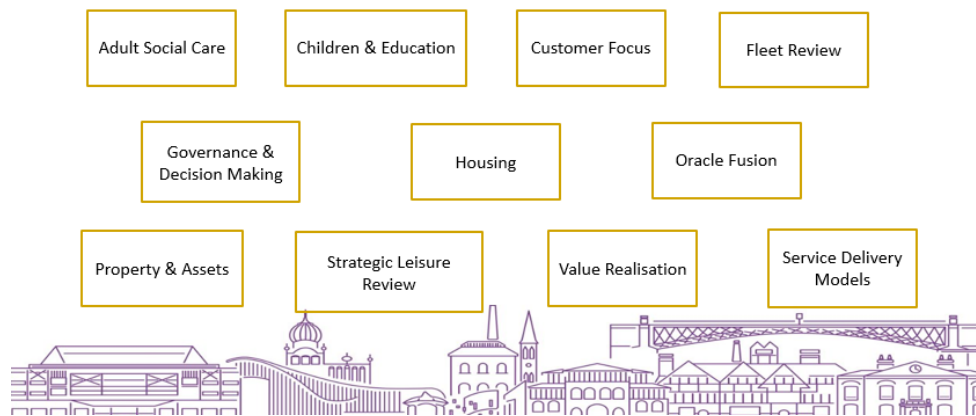 Adult Social Care
Children & Education
Customer Focus
Fleet Review
Governance &
Decision Making
Housing
Oracle Fusion
Property & Assets
Strategic Leisure
Review
Value Realisation
Service Delivery
Models